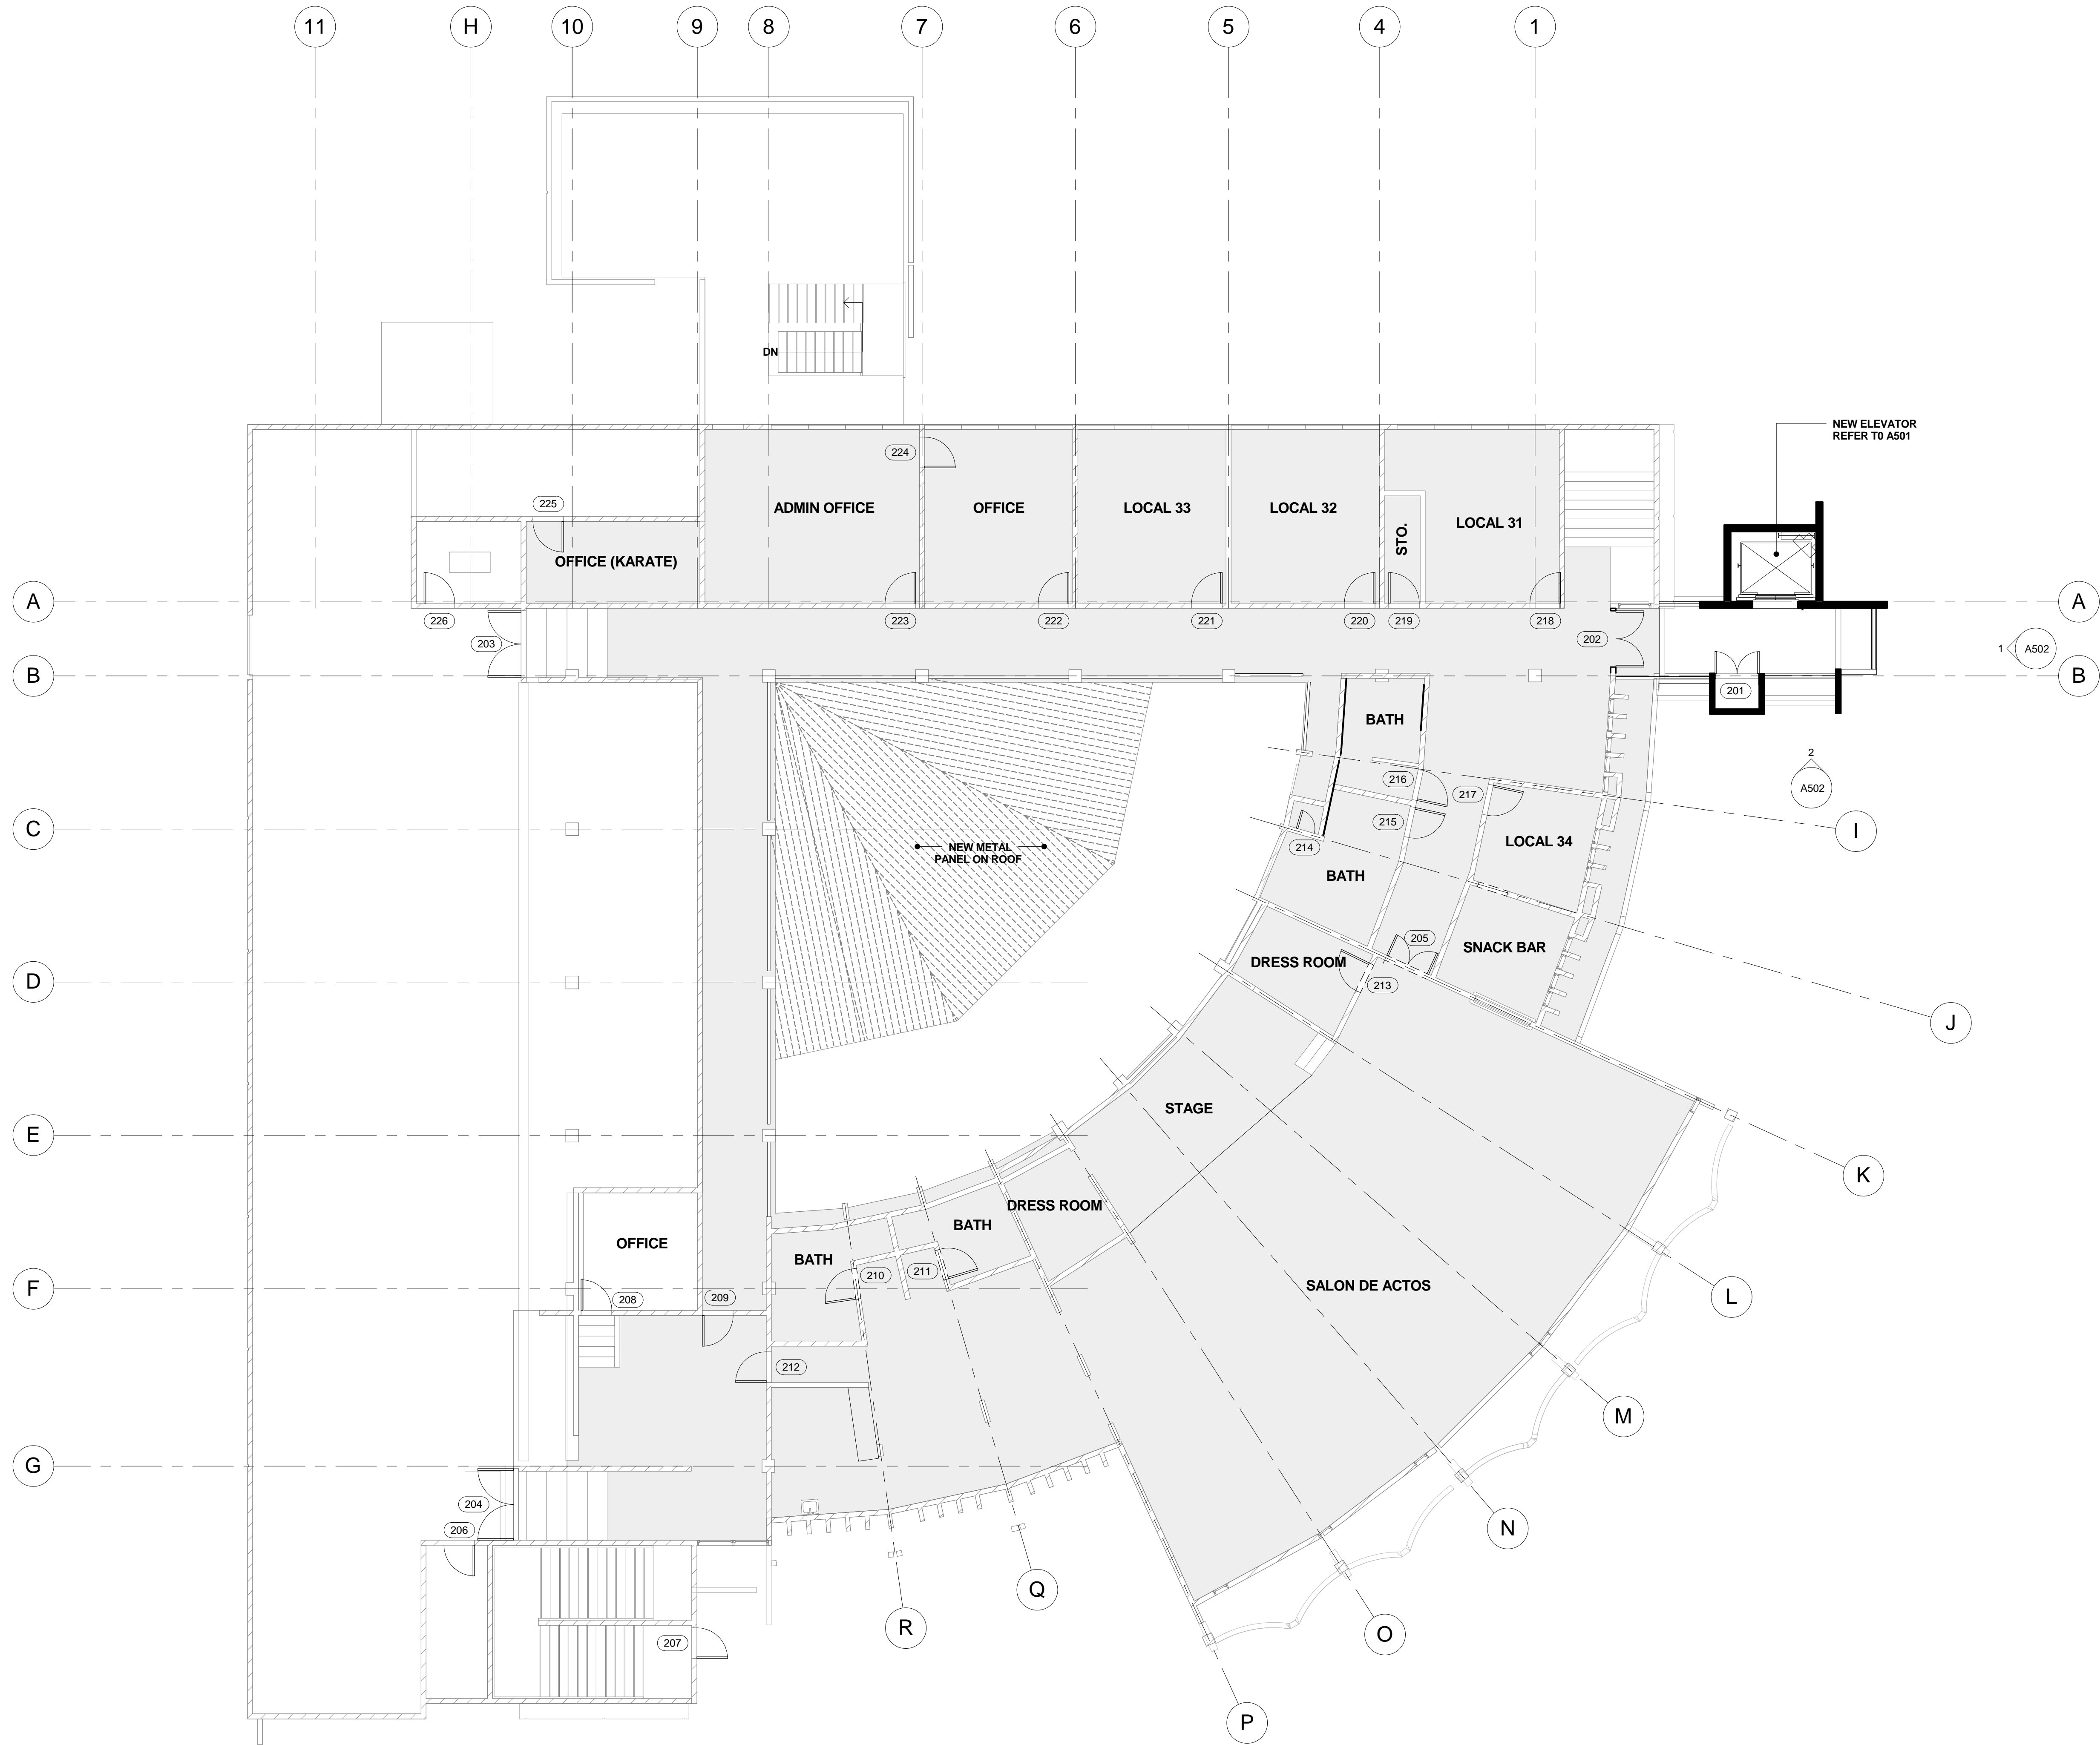 11
H
10
9
8
7
6
5
4
1
DN
NEW ELEVATOR
REFER T0 A501
224
ADMIN OFFICE
OFFICE
LOCAL 33
LOCAL 32
STO.
LOCAL 31
225
OFFICE (KARATE)
A
A
226
203
223
222
221
220
219
218
202
1
A502
B
B
201
BATH
2
A502
216
217
215
C
I
214
NEW METAL
PANEL ON ROOF
LOCAL 34
BATH
205
SNACK BAR
DRESS ROOM
213
D
J
STAGE
E
K
DRESS ROOM
BATH
OFFICE
BATH
210
211
SALON DE ACTOS
F
208
209
L
212
M
G
204
206
N
Q
R
207
O
P